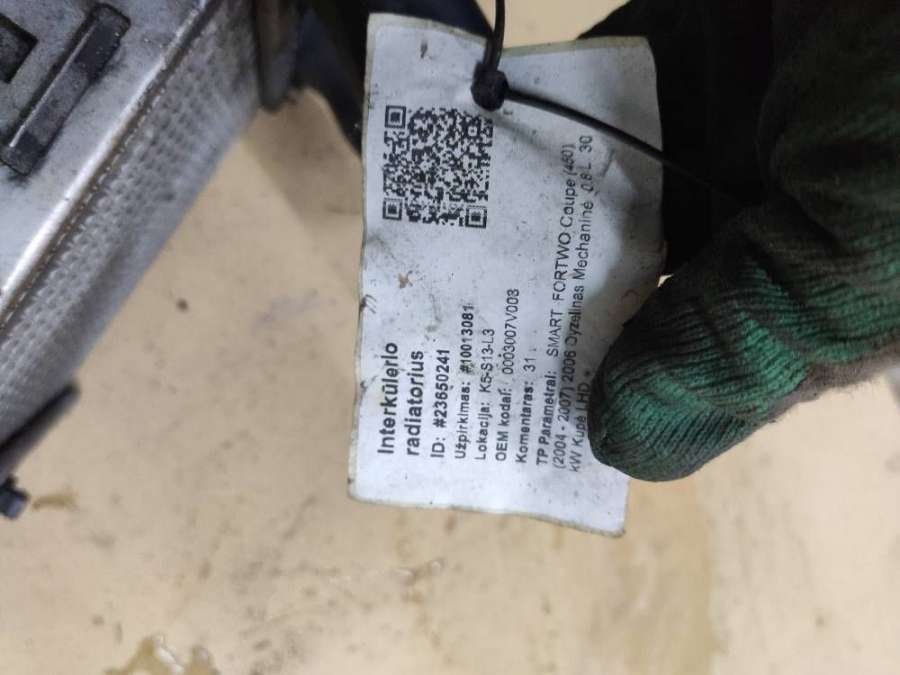 Interkūlerio
radiatorius
ID: #23650241
Užpirkimas: #10013081
Lokacija: K5-S13-L3
OEM kodai: 0003007V003
Komentaras: 31
TP Parametrai: SMART FORTWO Coupe (450)
(2004 - 2007) 2006 Dyzelinas Mechaninė 0.8 L 30
kW Kupė LHD